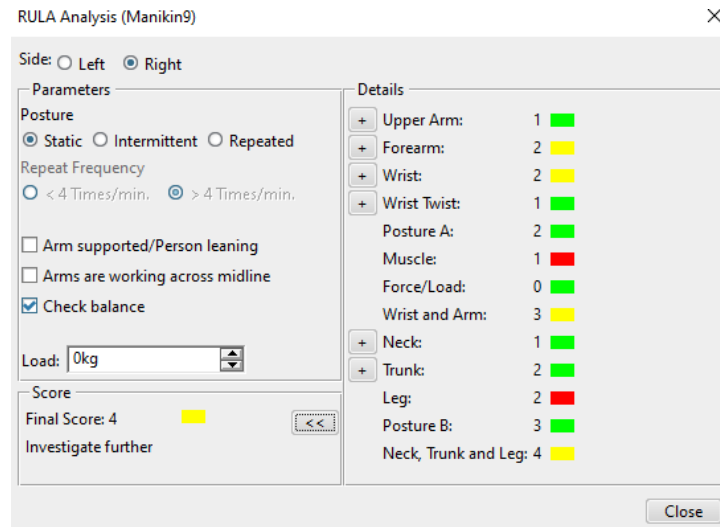 RULA Analysis (Manikin9)
Side: Left Right
Parameters
Posture
Static Intermittent Repeated
Repeat Frequency
< 4 Times/min. > 4 Times/min.
Arm supported/Person leaning
Arms are working across midline
Check balance
Load: 0kg
Score
Final Score: 4
<<
Investigate further
Details
+ Upper Arm: 1
+ Forearm: 2
+ Wrist: 2
+ Wrist Twist: 1
Posture A: 2
Muscle: 1
Force/Load: 0
Wrist and Arm: 3
+ Neck: 1
+ Trunk: 2
Leg: 2
Posture B: 3
Neck, Trunk and Leg: 4
Close